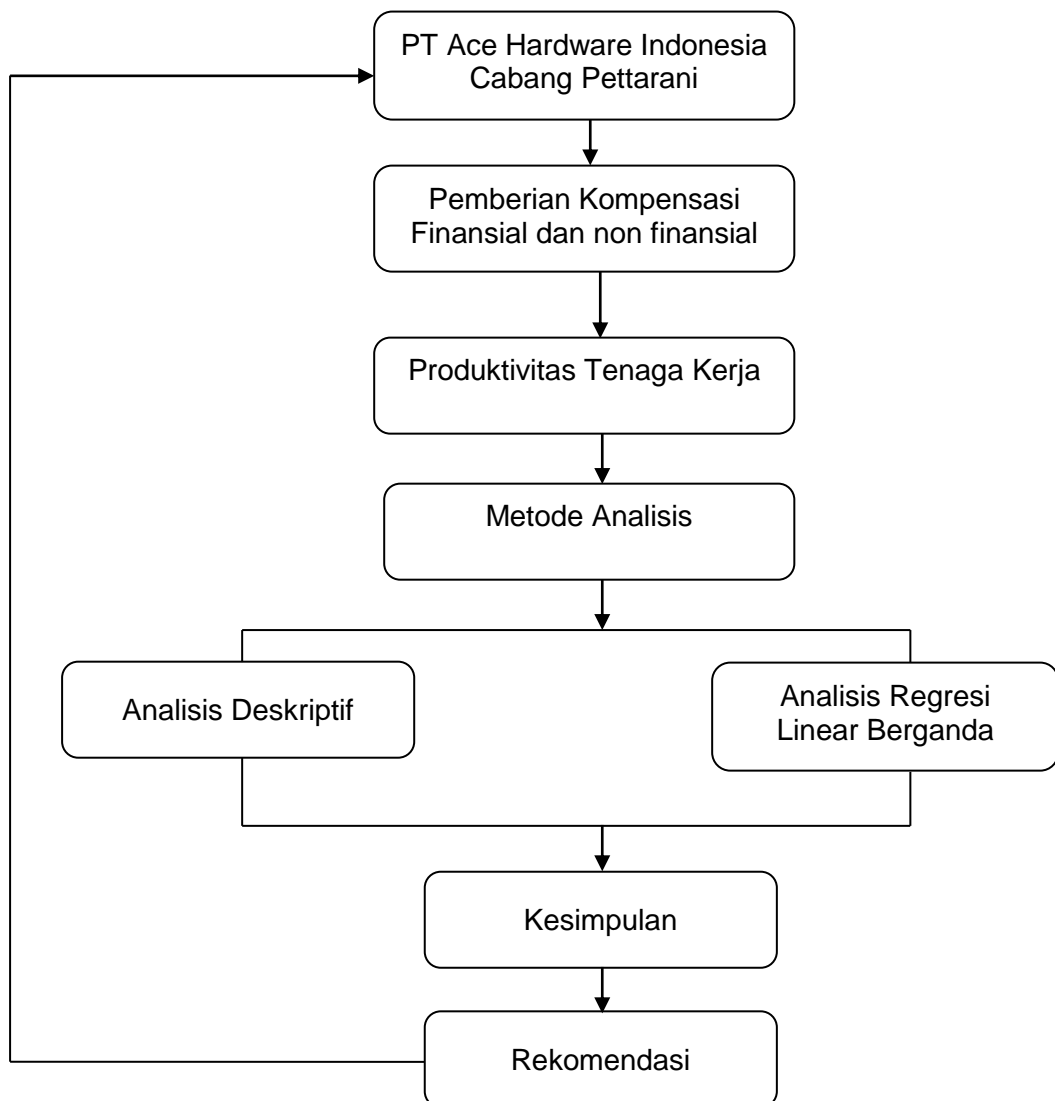 PT Ace Hardware Indonesia
Cabang Pettarani
Pemberian Kompensasi
Finansial dan non finansial
Produktivitas Tenaga Kerja
Metode Analisis
Analisis Deskriptif
Analisis Regresi
Linear Berganda
Kesimpulan
Rekomendasi